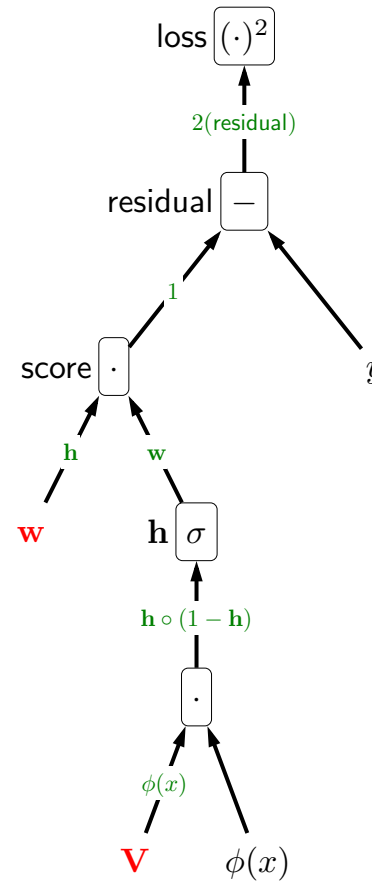 loss (·)²
2(residual)
residual −
1
score ·
h
w
w
h σ
h ∘ (1 − h)
·
φ(x)
V
φ(x)